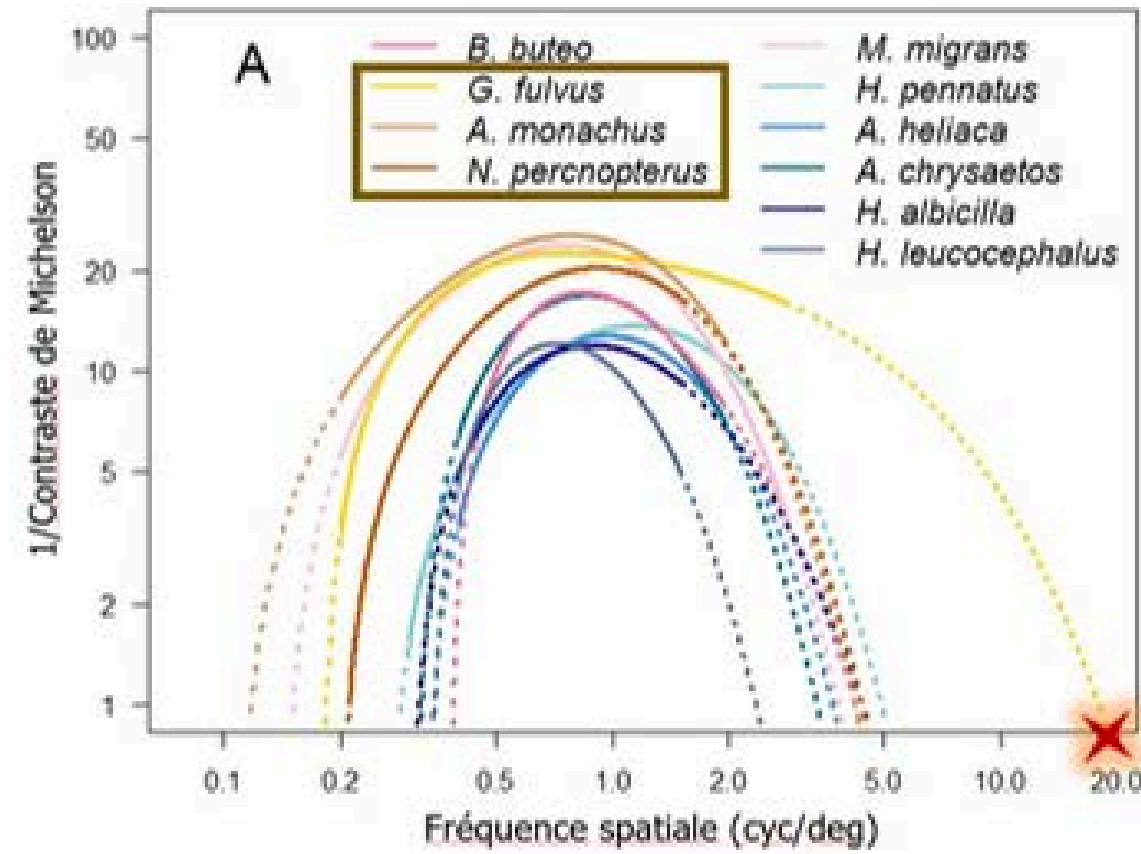 A
B. buteo
G. fulvus
A. monachus
N. percnopterus
M. migrans
H. pennatus
A. heliaca
A. chrysaetos
H. albicilla
H. leucocephalus
1/Contraste de Michelson
100
50
20
10
5
2
1
0.1 0.2 0.5 1.0 2.0 5.0 10.0 20.0
Fréquence spatiale (cyc/deg)